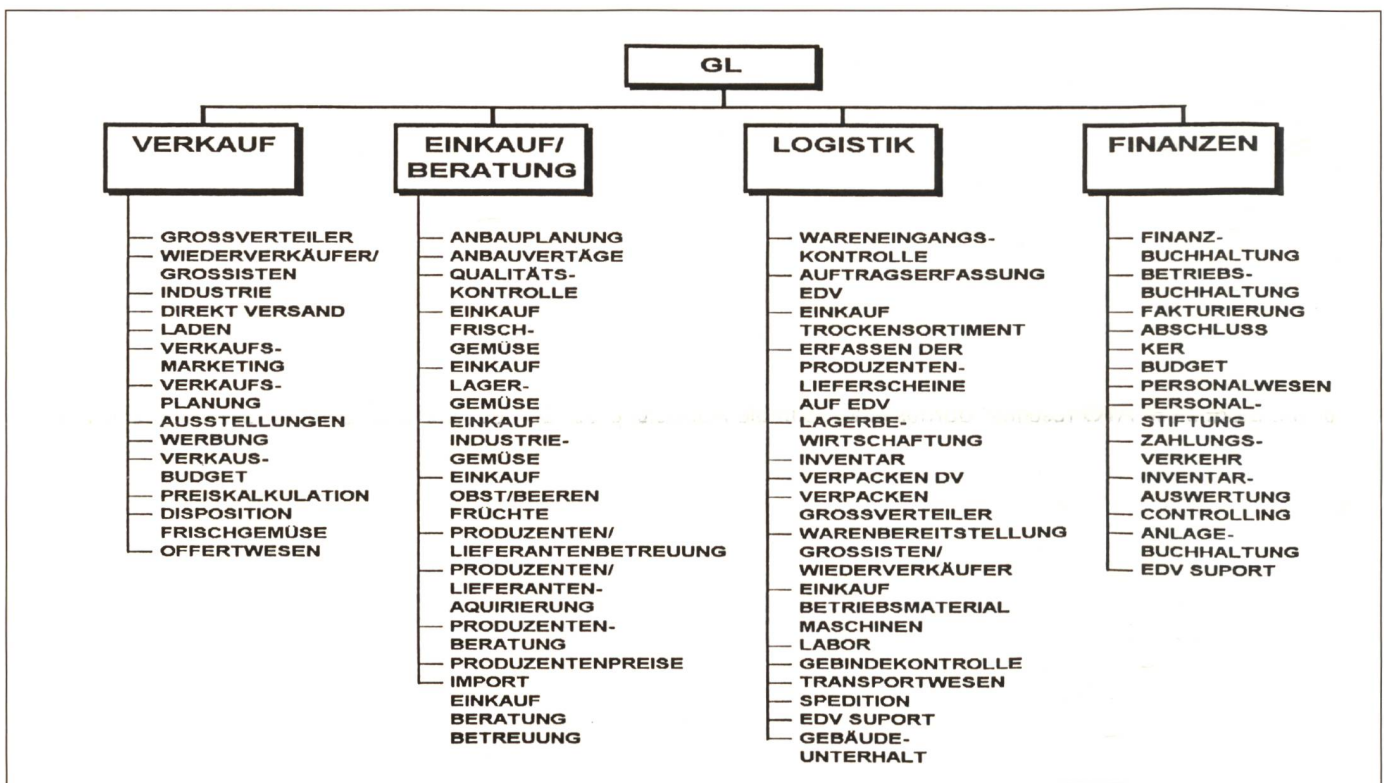 GL
VERKAUF
GROSSVERTEILER
WIEDERVERKÄUFER/
GROSSISTEN
INDUSTRIE
DIREKT VERSAND
LADEN
VERKAUFS-
MARKETING
VERKAUFS-
PLANUNG
AUSSTELLUNGEN
WERBUNG
VERKAUS-
BUDGET
PREISKALKULATION
DISPOSITION
FRISCHGEMÜSE
OFFERTWESEN
EINKAUF/
BERATUNG
ANBAUPLANUNG
ANBAUVERTÄGE
QUALITÄTS-
KONTROLLE
EINKAUF
FRISCH-
GEMÜSE
EINKAUF
LAGER-
GEMÜSE
EINKAUF
INDUSTRIE-
GEMÜSE
EINKAUF
OBST/BEEREN
FRÜCHTE
PRODUZENTEN/
LIEFERANTENBETREUUNG
PRODUZENTEN/
LIEFERANTEN-
AQUIRIERUNG
PRODUZENTEN-
BERATUNG
PRODUZENTENPREISE
IMPORT
EINKAUF
BERATUNG
BETREUUNG
LOGISTIK
WARENEINGANGS-
KONTROLLE
AUFTRAGSERFASSUNG
EDV
EINKAUF
TROCKENSORTIMENT
ERFASSEN DER
PRODUZENTEN-
LIEFERSCHEINE
AUF EDV
LAGERBE-
WIRTSCHAFTUNG
INVENTAR
VERPACKEN DV
VERPACKEN
GROSSVERTEILER
WARENBEREITSTELLUNG
GROSSISTEN/
WIEDERVERKÄUFER
EINKAUF
BETRIEBSMATERIAL
MASCHINEN
LABOR
GEBINDEKONTROLLE
TRANSPORTWESEN
SPEDITION
EDV SUPORT
GEBÄUDE-
UNTERHALT
FINANZEN
FINANZ-
BUCHHALTUNG
BETRIEBS-
BUCHHALTUNG
FAKTURIERUNG
ABSCHLUSS
KER
BUDGET
PERSONALWESEN
PERSONAL-
STIFTUNG
ZAHLUNGS-
VERKEHR
INVENTAR-
AUSWERTUNG
CONTROLLING
ANLAGE-
BUCHHALTUNG
EDV SUPORT